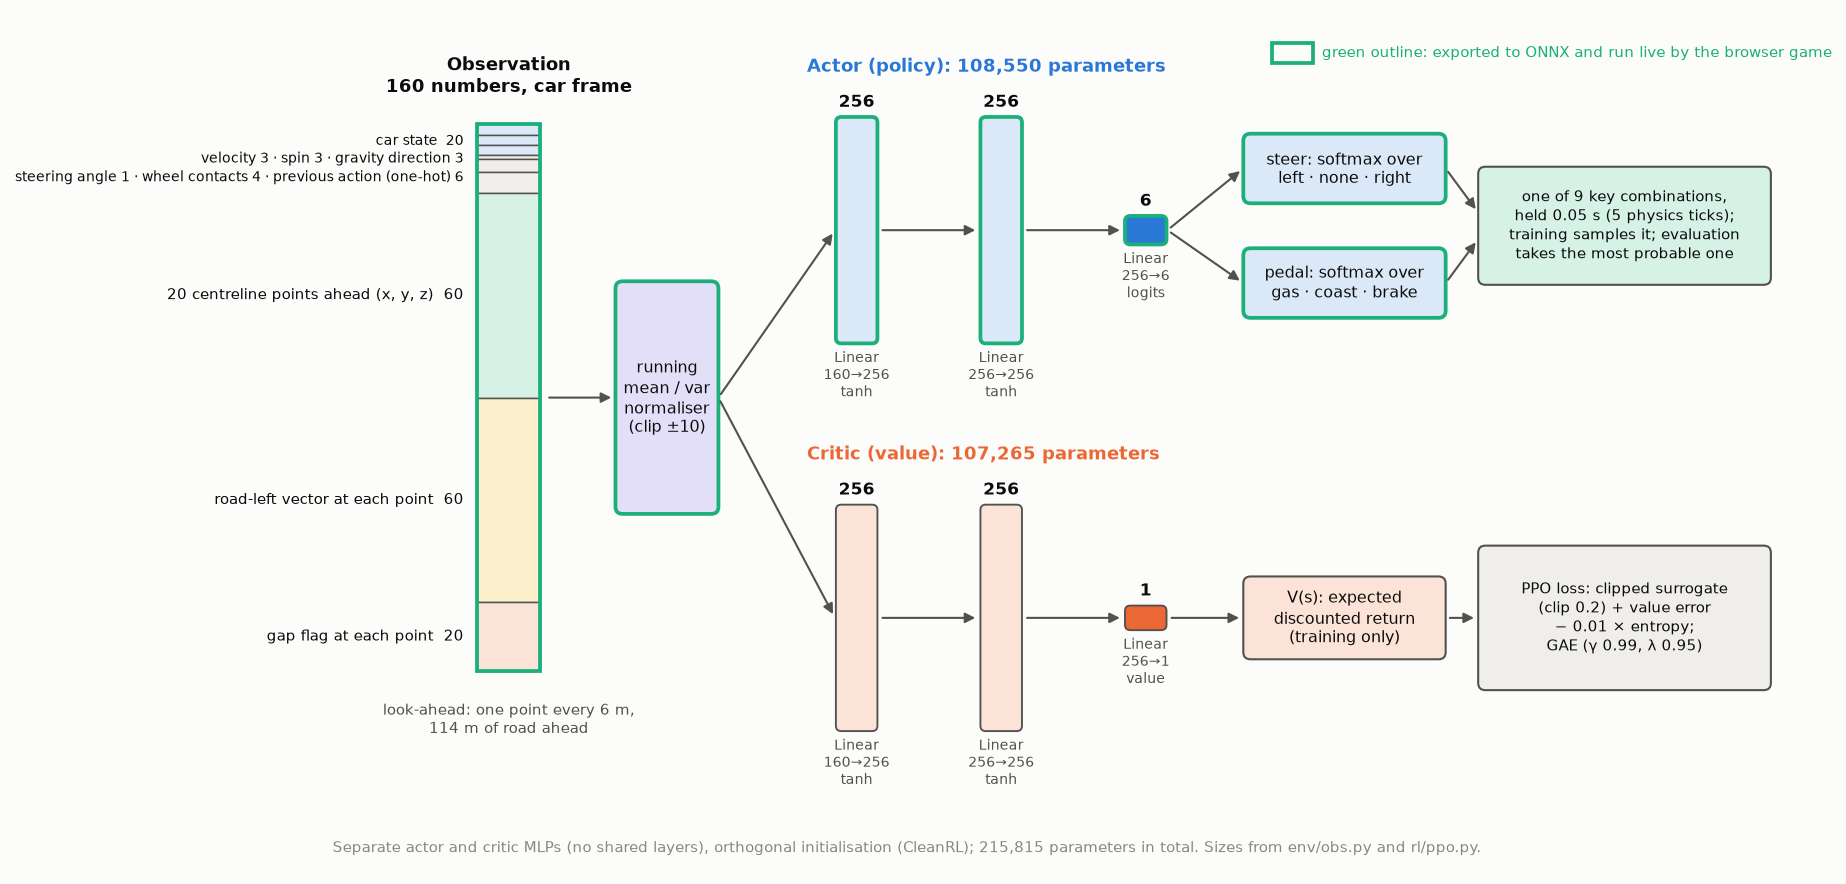 green outline: exported to ONNX and run live by the browser game
Observation
160 numbers, car frame
car state 20
velocity 3 · spin 3 · gravity direction 3
steering angle 1 · wheel contacts 4 · previous action (one-hot) 6
20 centreline points ahead (x, y, z) 60
road-left vector at each point 60
gap flag at each point 20
look-ahead: one point every 6 m,
114 m of road ahead
running
mean / var
normaliser
(clip ±10)
Actor (policy): 108,550 parameters
256
Linear
160→256
tanh
256
Linear
256→256
tanh
6
Linear
256→6
logits
steer: softmax over
left · none · right
pedal: softmax over
gas · coast · brake
one of 9 key combinations,
held 0.05 s (5 physics ticks);
training samples it; evaluation
takes the most probable one
Critic (value): 107,265 parameters
256
Linear
160→256
tanh
256
Linear
256→256
tanh
1
Linear
256→1
value
V(s): expected
discounted return
(training only)
PPO loss: clipped surrogate
(clip 0.2) + value error
− 0.01 × entropy;
GAE (γ 0.99, λ 0.95)
Separate actor and critic MLPs (no shared layers), orthogonal initialisation (CleanRL); 215,815 parameters in total. Sizes from env/obs.py and rl/ppo.py.